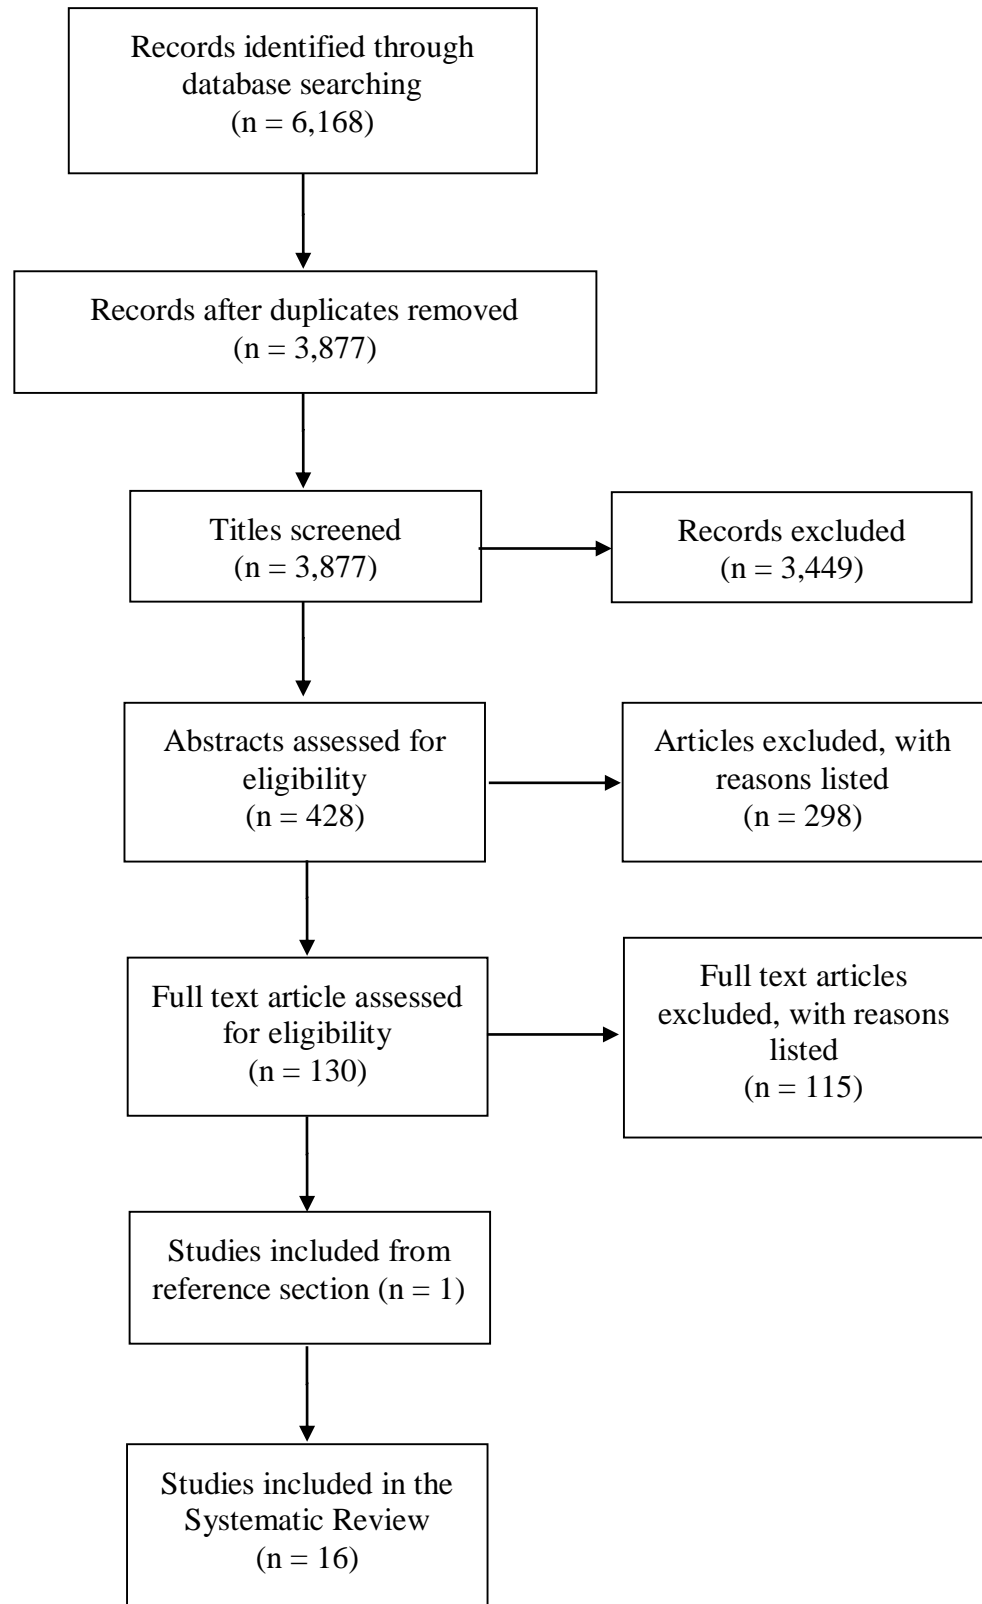 Records identified through
database searching
(n = 6,168)
Records after duplicates removed
(n = 3,877)
Titles screened
(n = 3,877)
Records excluded
(n = 3,449)
Abstracts assessed for
eligibility
(n = 428)
Articles excluded, with
reasons listed
(n = 298)
Full text article assessed
for eligibility
(n = 130)
Full text articles
excluded, with reasons
listed
(n = 115)
Studies included from
reference section (n = 1)
Studies included in the
Systematic Review
(n = 16)